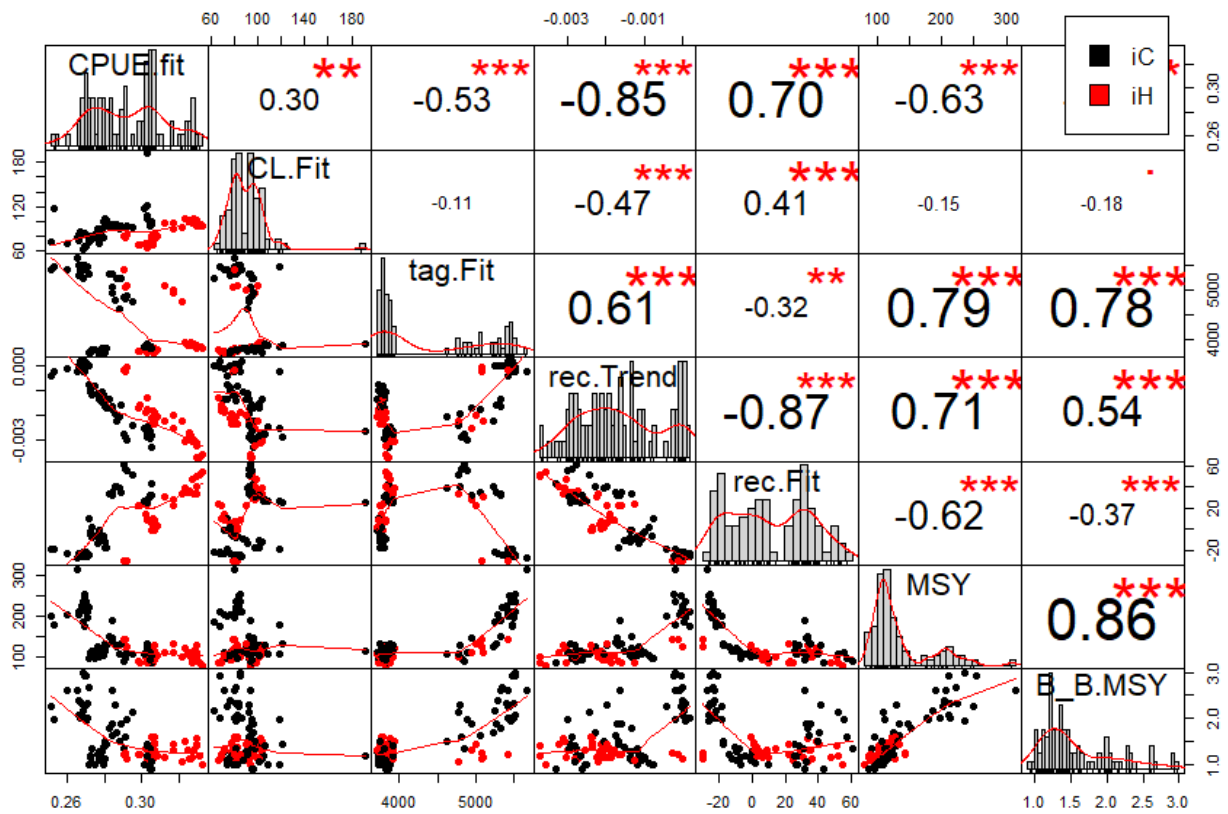 60 100 140 180 -0.003 -0.001 100 200 300
iC
iH
CPUE.fit ** *** *** *** *** *
0.30 -0.53 -0.85 0.70 -0.63
0.26 0.30
CL.Fit *** *** .
-0.11 -0.47 0.41 -0.15 -0.18
60 120 180
tag.Fit *** ** *** ***
0.61 -0.32 0.79 0.78
4000 5000
rec.Trend *** *** ***
-0.87 0.71 0.54
-0.003 0.000
rec.Fit *** ***
-0.62 -0.37
-20 20 60
MSY ***
0.86
100 200 300
B_B.MSY
1.0 2.0 3.0
0.26 0.30 4000 5000 -20 0 20 40 60 1.0 1.5 2.0 2.5 3.0